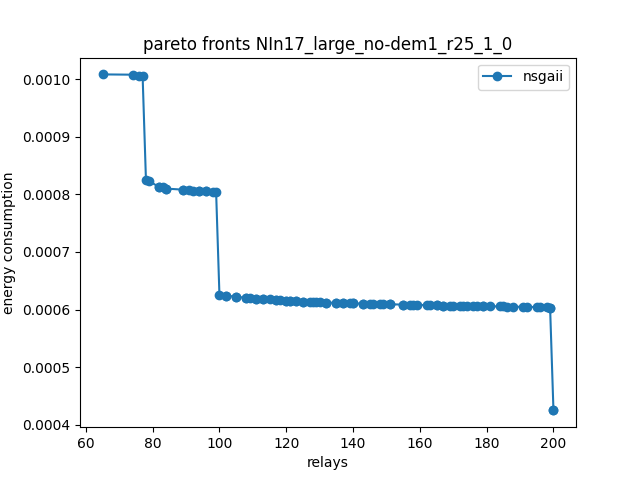 pareto fronts NIn17_large_no-dem1_r25_1_0
nsgaii
0.0010
0.0009
0.0008
0.0007
0.0006
0.0005
0.0004
energy consumption
60 80 100 120 140 160 180 200
relays